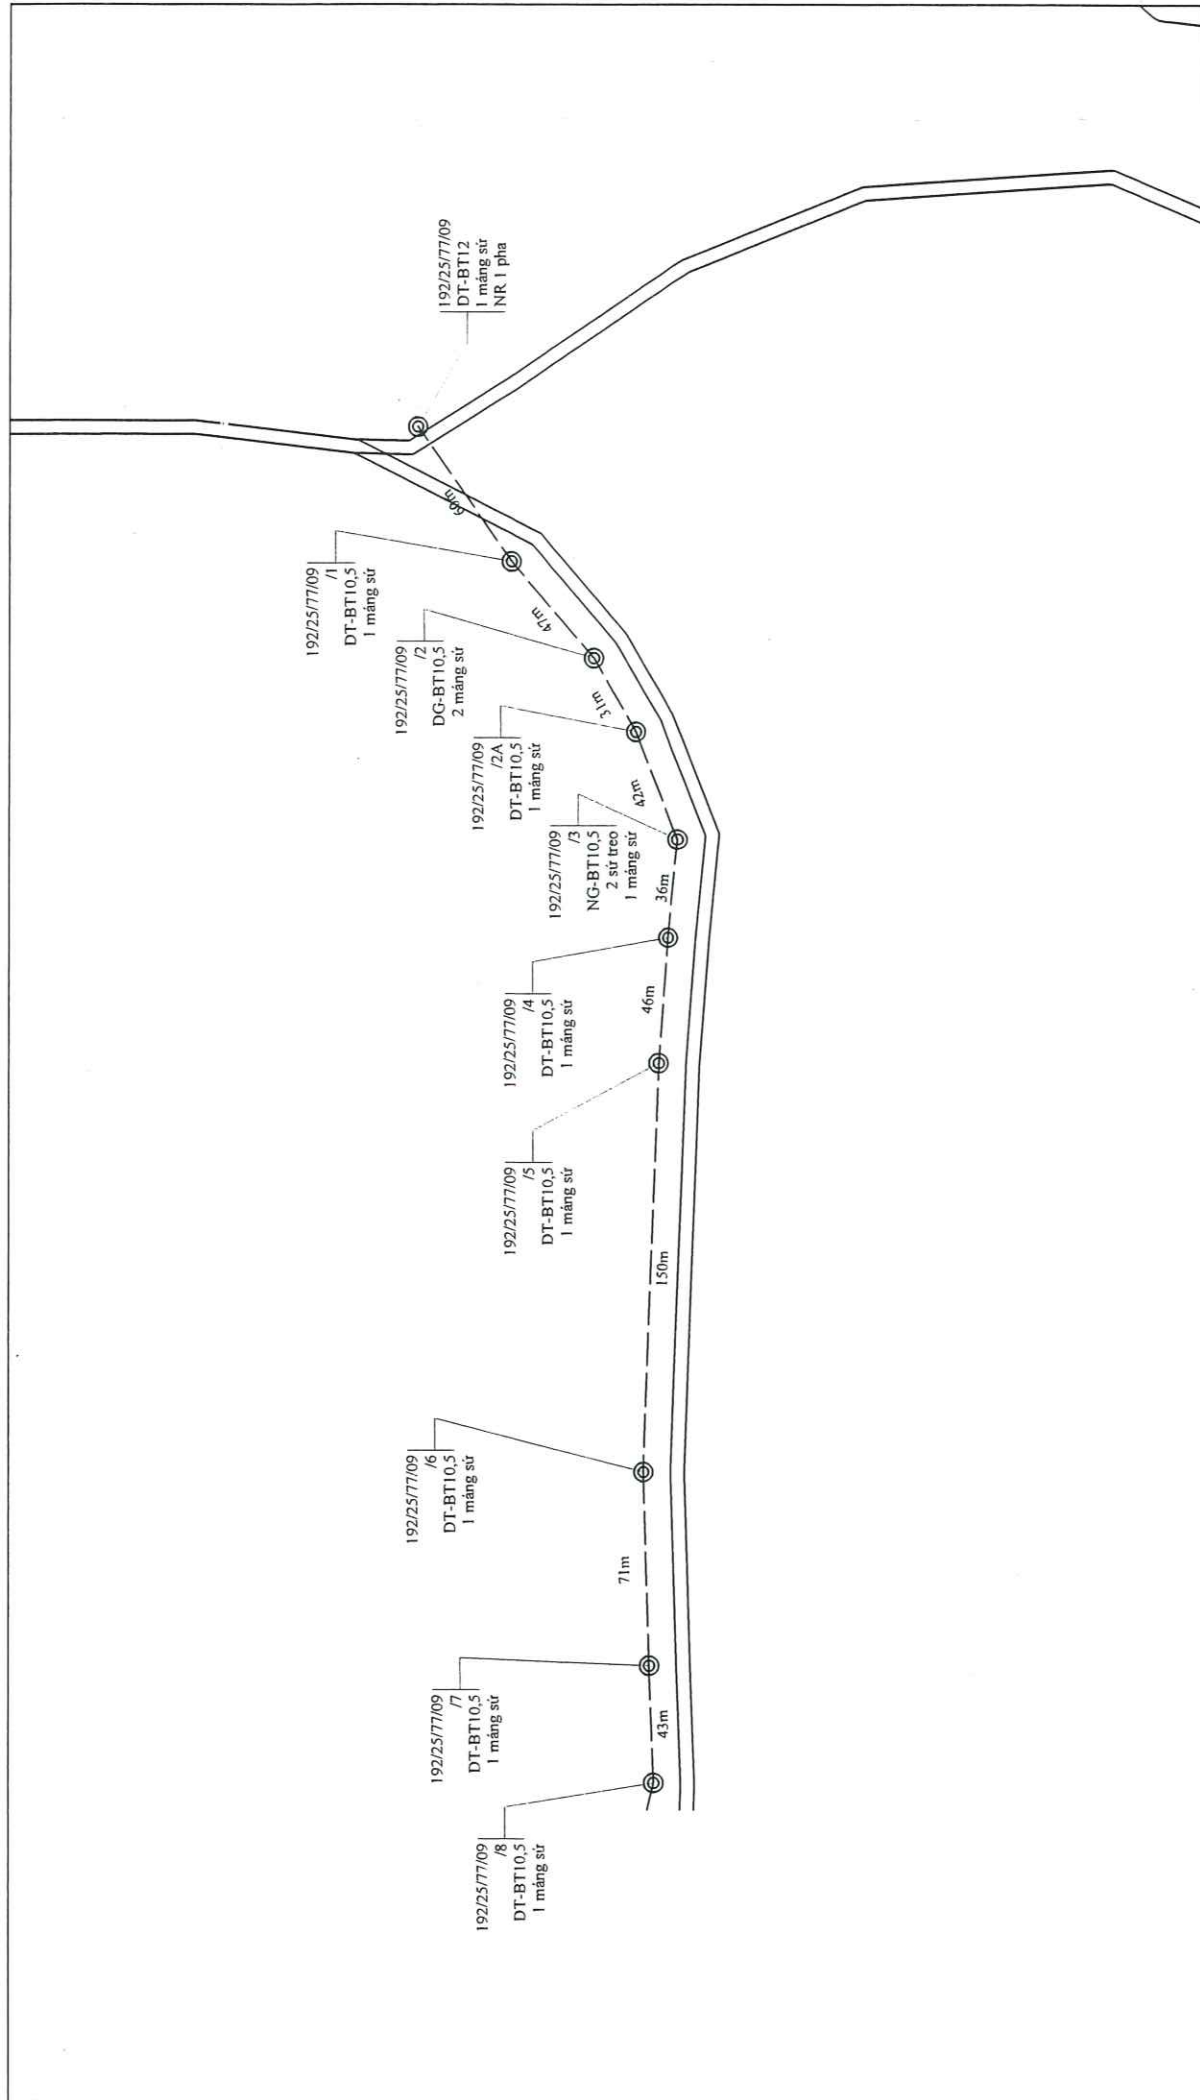 192/25/77/09
DT-BT12
1 máng sứ
NR 1 pha
69m
192/25/77/09
/1
DT-BT10,5
1 máng sứ
47m
192/25/77/09
/2
DG-BT10,5
2 máng sứ
31m
192/25/77/09
/2A
DT-BT10,5
1 máng sứ
42m
192/25/77/09
/3
NG-BT10,5
2 sứ treo
1 máng sứ
36m
192/25/77/09
/4
DT-BT10,5
1 máng sứ
46m
192/25/77/09
/5
DT-BT10,5
1 máng sứ
150m
192/25/77/09
/6
DT-BT10,5
1 máng sứ
71m
192/25/77/09
/7
DT-BT10,5
1 máng sứ
43m
192/25/77/09
/8
DT-BT10,5
1 máng sứ